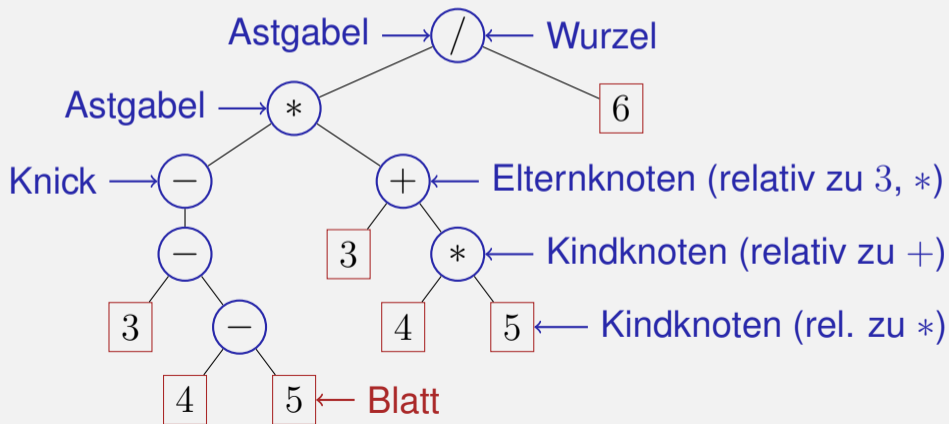 Astgabel / Wurzel
Astgabel * 6
Knick − + Elternknoten (relativ zu 3, *)
− 3 * Kindknoten (relativ zu +)
3 − 4 5 Kindknoten (rel. zu *)
4 5 Blatt